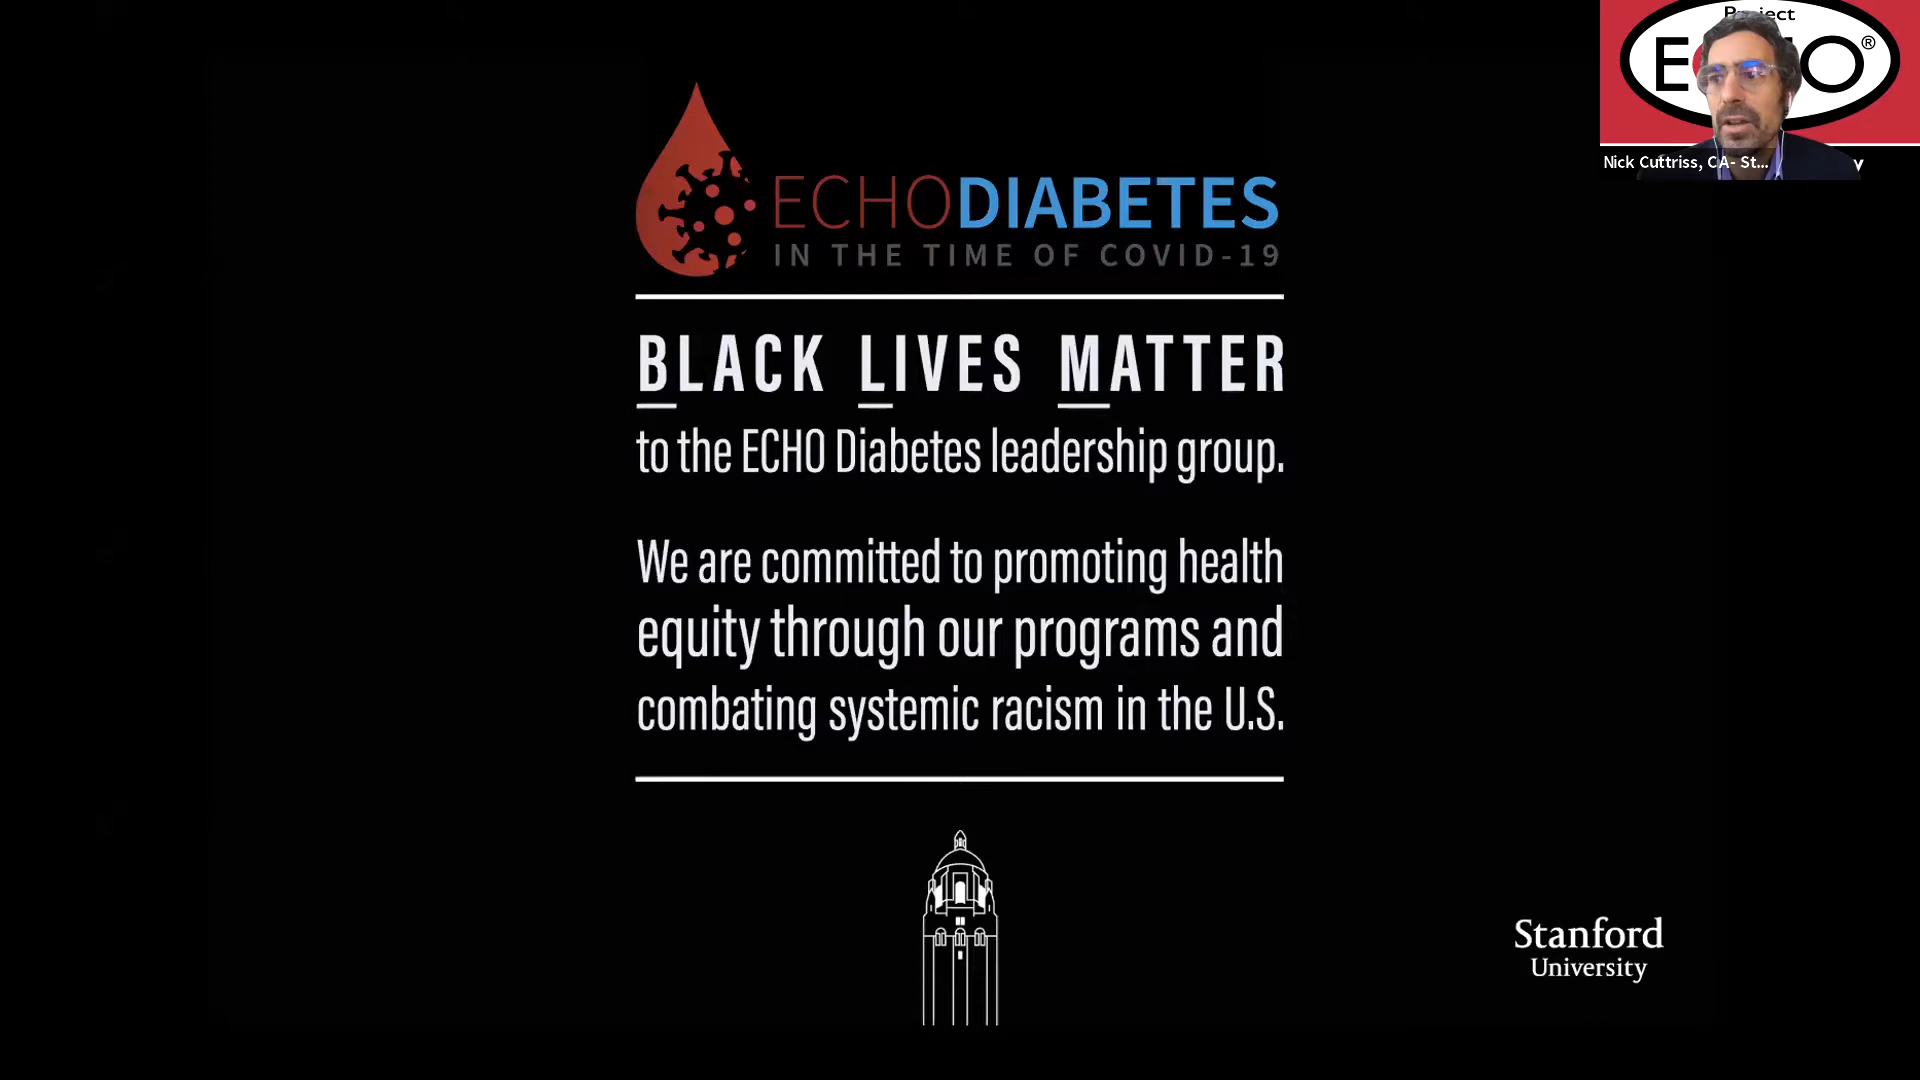 ECHODIABETES
IN THE TIME OF COVID-19
BLACK LIVES MATTER
to the ECHO Diabetes leadership group.
We are committed to promoting health
equity through our programs and
combating systemic racism in the U.S.
Stanford
University
Project
E O®
Nick Cuttriss, CA- St... y